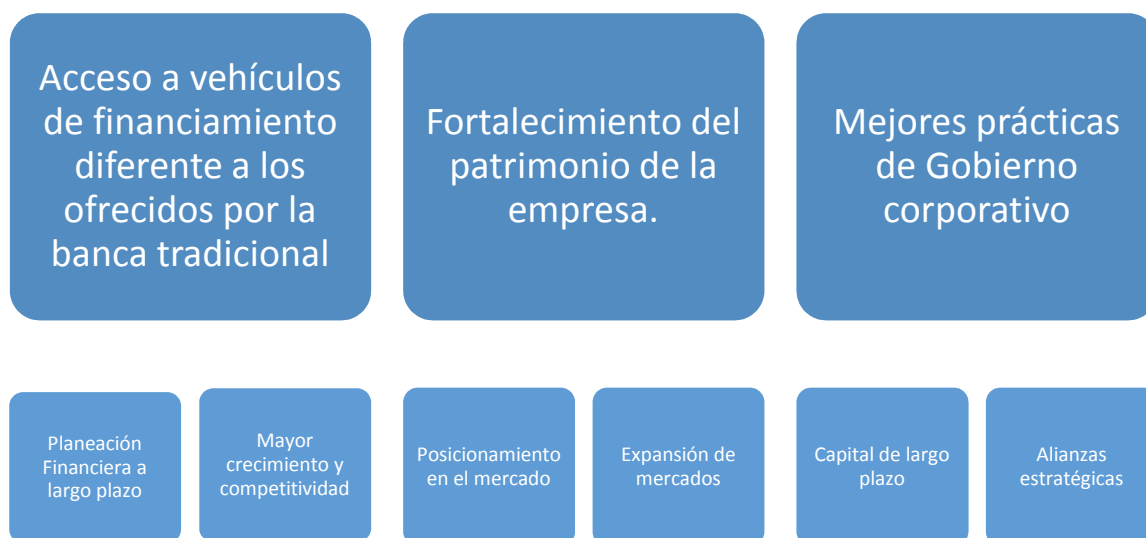 Acceso a vehículos
de financiamiento
diferente a los
ofrecidos por la
banca tradicional
Fortalecimiento del
patrimonio de la
empresa.
Mejores prácticas
de Gobierno
corporativo
Planeación
Financiera a
largo plazo
Mayor
crecimiento y
competitividad
Posicionamiento
en el mercado
Expansión de
mercados
Capital de largo
plazo
Alianzas
estratégicas